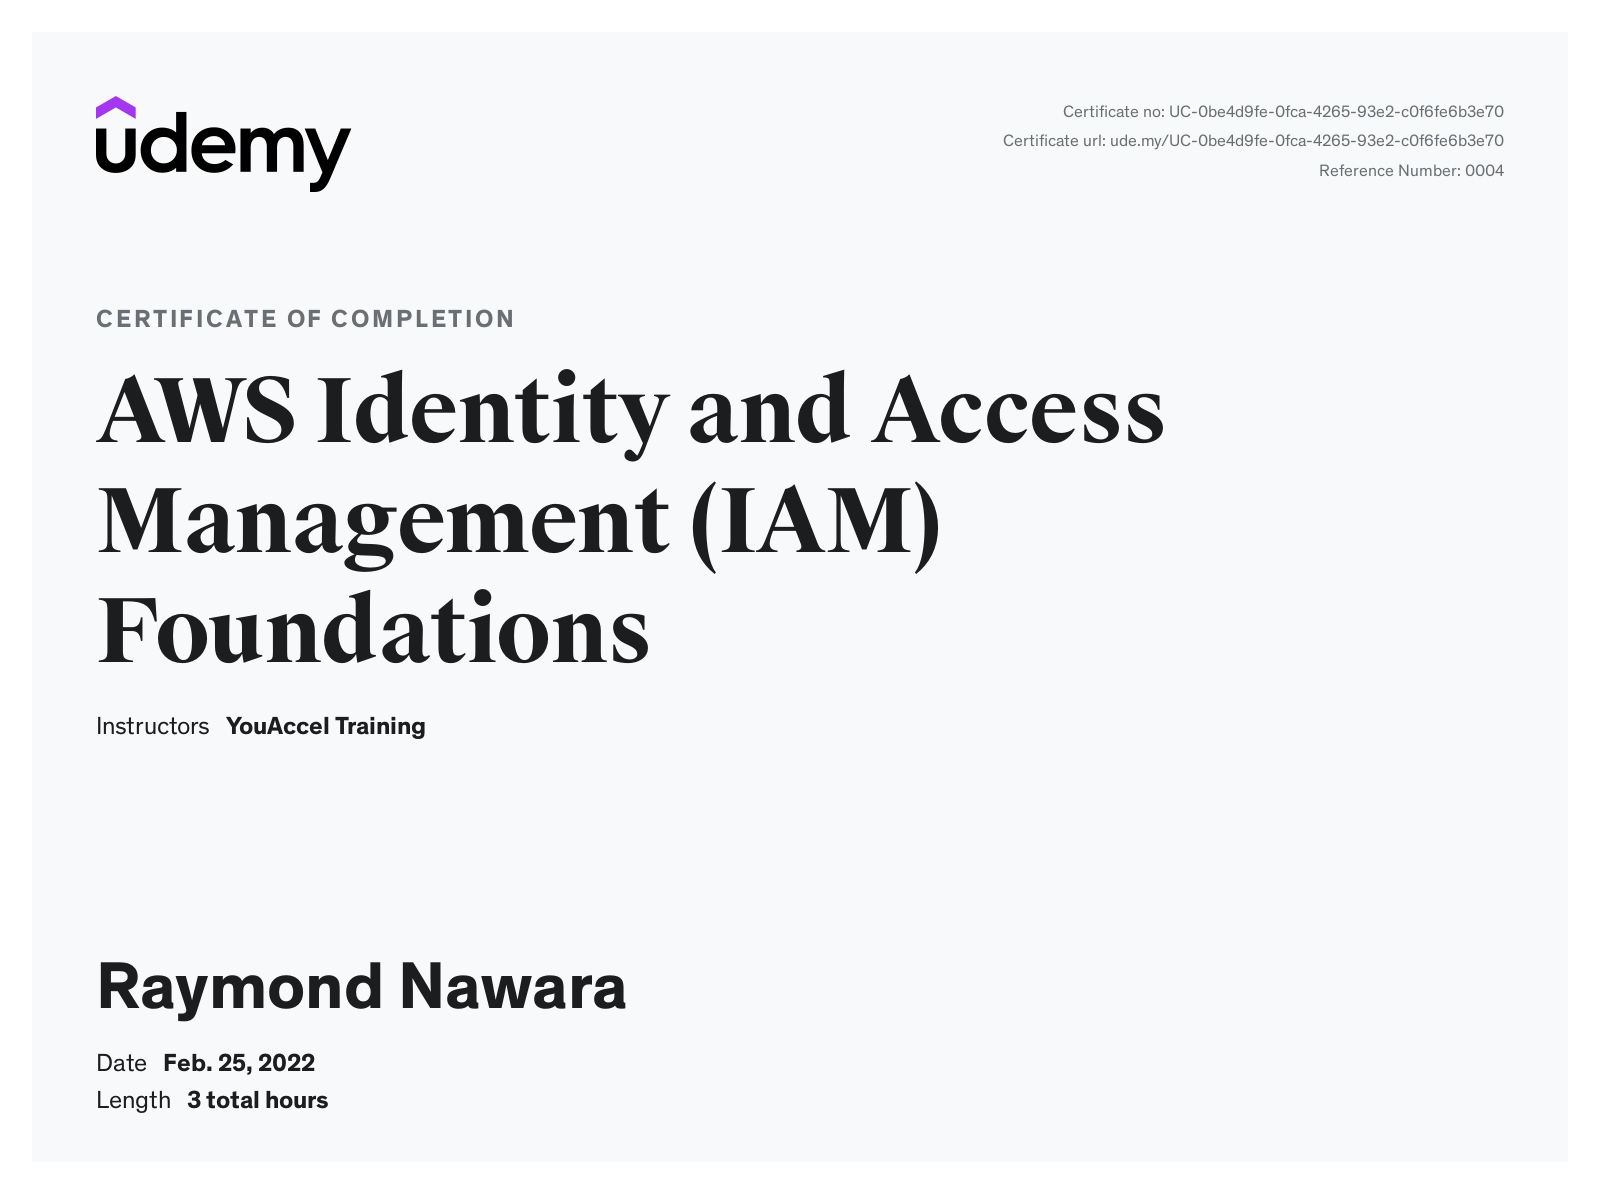 udemy
Certificate no: UC-0be4d9fe-0fca-4265-93e2-c0f6fe6b3e70
Certificate url: ude.my/UC-0be4d9fe-0fca-4265-93e2-c0f6fe6b3e70
Reference Number: 0004
CERTIFICATE OF COMPLETION
AWS Identity and Access
Management (IAM)
Foundations
Instructors YouAccel Training
Raymond Nawara
Date Feb. 25, 2022
Length 3 total hours